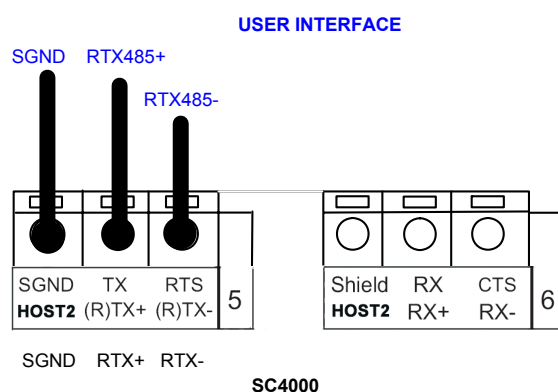 USER INTERFACE
SGND RTX485+
RTX485-
SGND TX RTS
HOST2 (R)TX+ (R)TX-
5
Shield RX CTS
HOST2 RX+ RX-
6
SGND RTX+ RTX-
SC4000